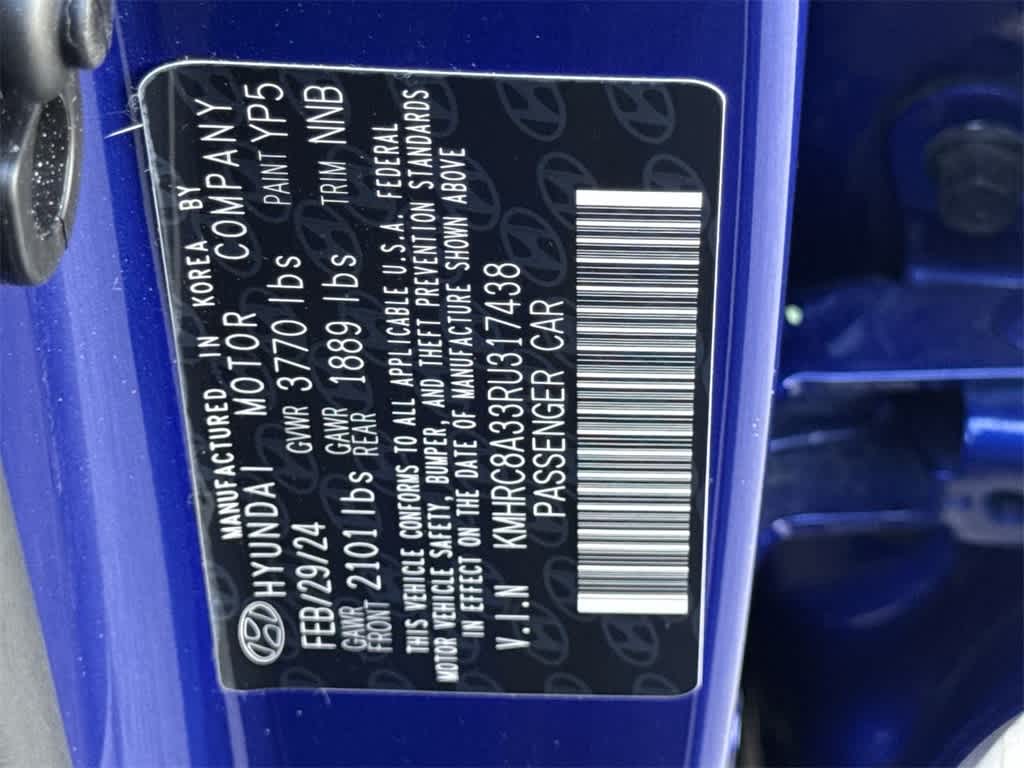 MANUFACTURED IN KOREA BY
HYUNDAI MOTOR COMPANY
FEB/29/24 GVWR 3770 lbs PAINT YP5
GAWR FRONT 2101 lbs GAWR REAR 1889 lbs TRIM NNB
THIS VEHICLE CONFORMS TO ALL APPLICABLE U.S.A. FEDERAL
MOTOR VEHICLE SAFETY, BUMPER, AND THEFT PREVENTION STANDARDS
IN EFFECT ON THE DATE OF MANUFACTURE SHOWN ABOVE
V.I.N KMHRC8A33RU317438
PASSENGER CAR